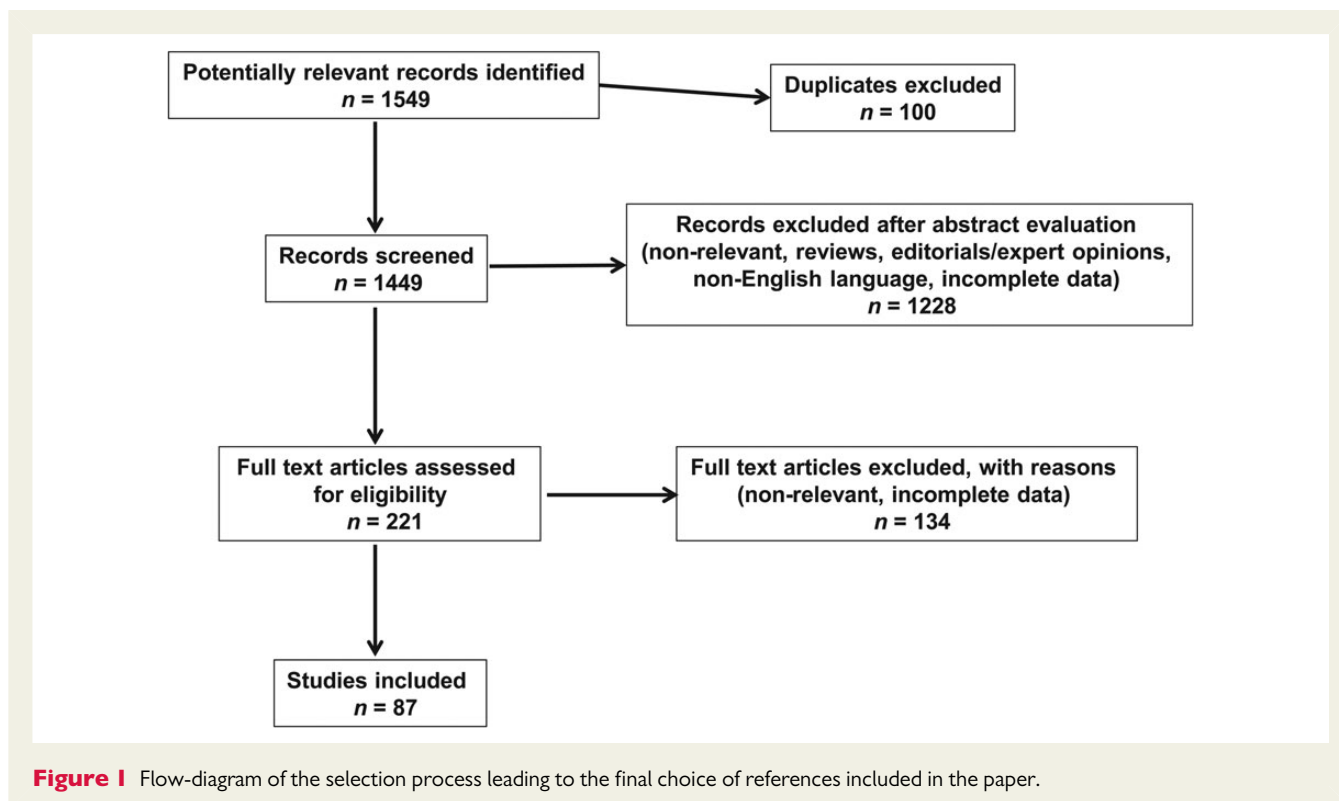 Potentially relevant records identified
n = 1549
Duplicates excluded
n = 100
Records screened
n = 1449
Records excluded after abstract evaluation
(non-relevant, reviews, editorials/expert opinions,
non-English language, incomplete data)
n = 1228
Full text articles assessed
for eligibility
n = 221
Full text articles excluded, with reasons
(non-relevant, incomplete data)
n = 134
Studies included
n = 87
Figure 1 Flow-diagram of the selection process leading to the final choice of references included in the paper.